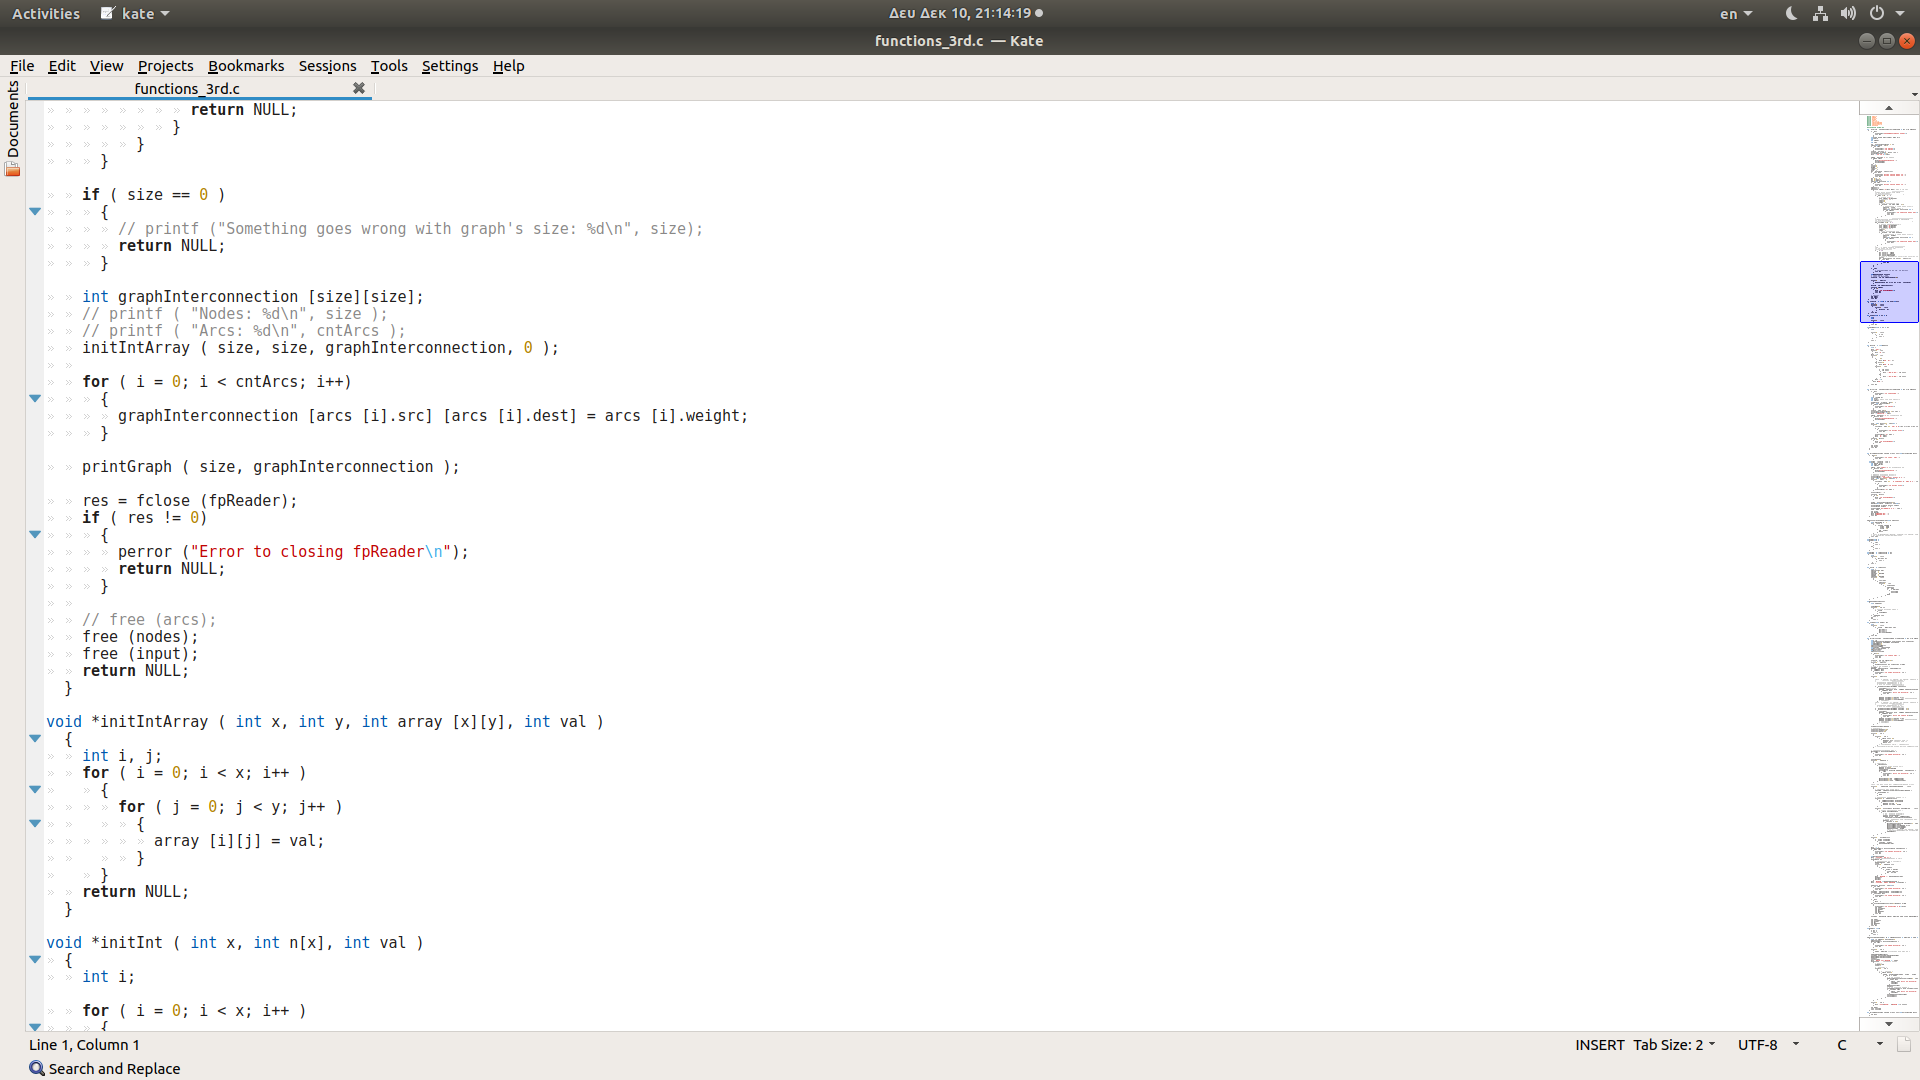 Activities kate Δευ Δεκ 10, 21:14:19 en
functions_3rd.c — Kate
File Edit View Projects Bookmarks Sessions Tools Settings Help
functions_3rd.c
Documents
return NULL;
}
}
}
if ( size == 0 )
{
// printf ("Something goes wrong with graph's size: %d\n", size);
return NULL;
}
int graphInterconnection [size][size];
// printf ( "Nodes: %d\n", size );
// printf ( "Arcs: %d\n", cntArcs );
initIntArray ( size, size, graphInterconnection, 0 );
for ( i = 0; i < cntArcs; i++)
{
graphInterconnection [arcs [i].src] [arcs [i].dest] = arcs [i].weight;
}
printGraph ( size, graphInterconnection );
res = fclose (fpReader);
if ( res != 0)
{
perror ("Error to closing fpReader\n");
return NULL;
}
// free (arcs);
free (nodes);
free (input);
return NULL;
}
void *initIntArray ( int x, int y, int array [x][y], int val )
{
int i, j;
for ( i = 0; i < x; i++ )
{
for ( j = 0; j < y; j++ )
{
array [i][j] = val;
}
}
return NULL;
}
void *initInt ( int x, int n[x], int val )
{
int i;
for ( i = 0; i < x; i++ )
{
Line 1, Column 1 INSERT Tab Size: 2 UTF-8 C
Search and Replace